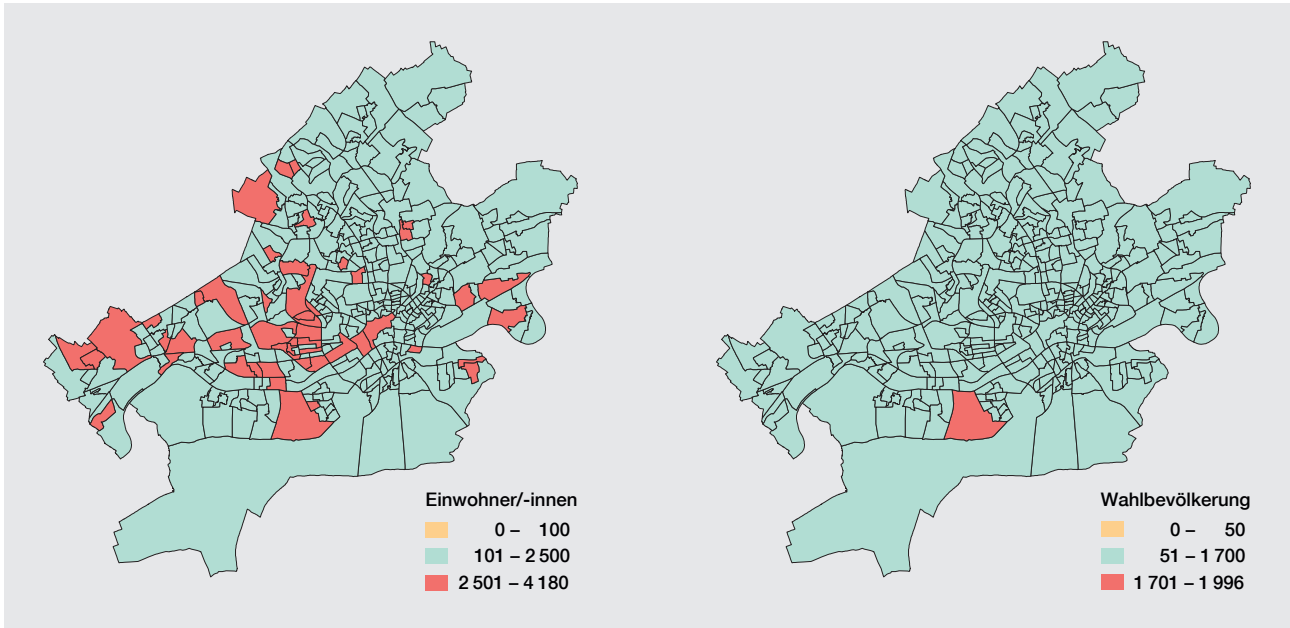 Einwohner/-innen
0 – 100
101 – 2 500
2 501 – 4 180
Wahlbevölkerung
0 – 50
51 – 1 700
1 701 – 1 996